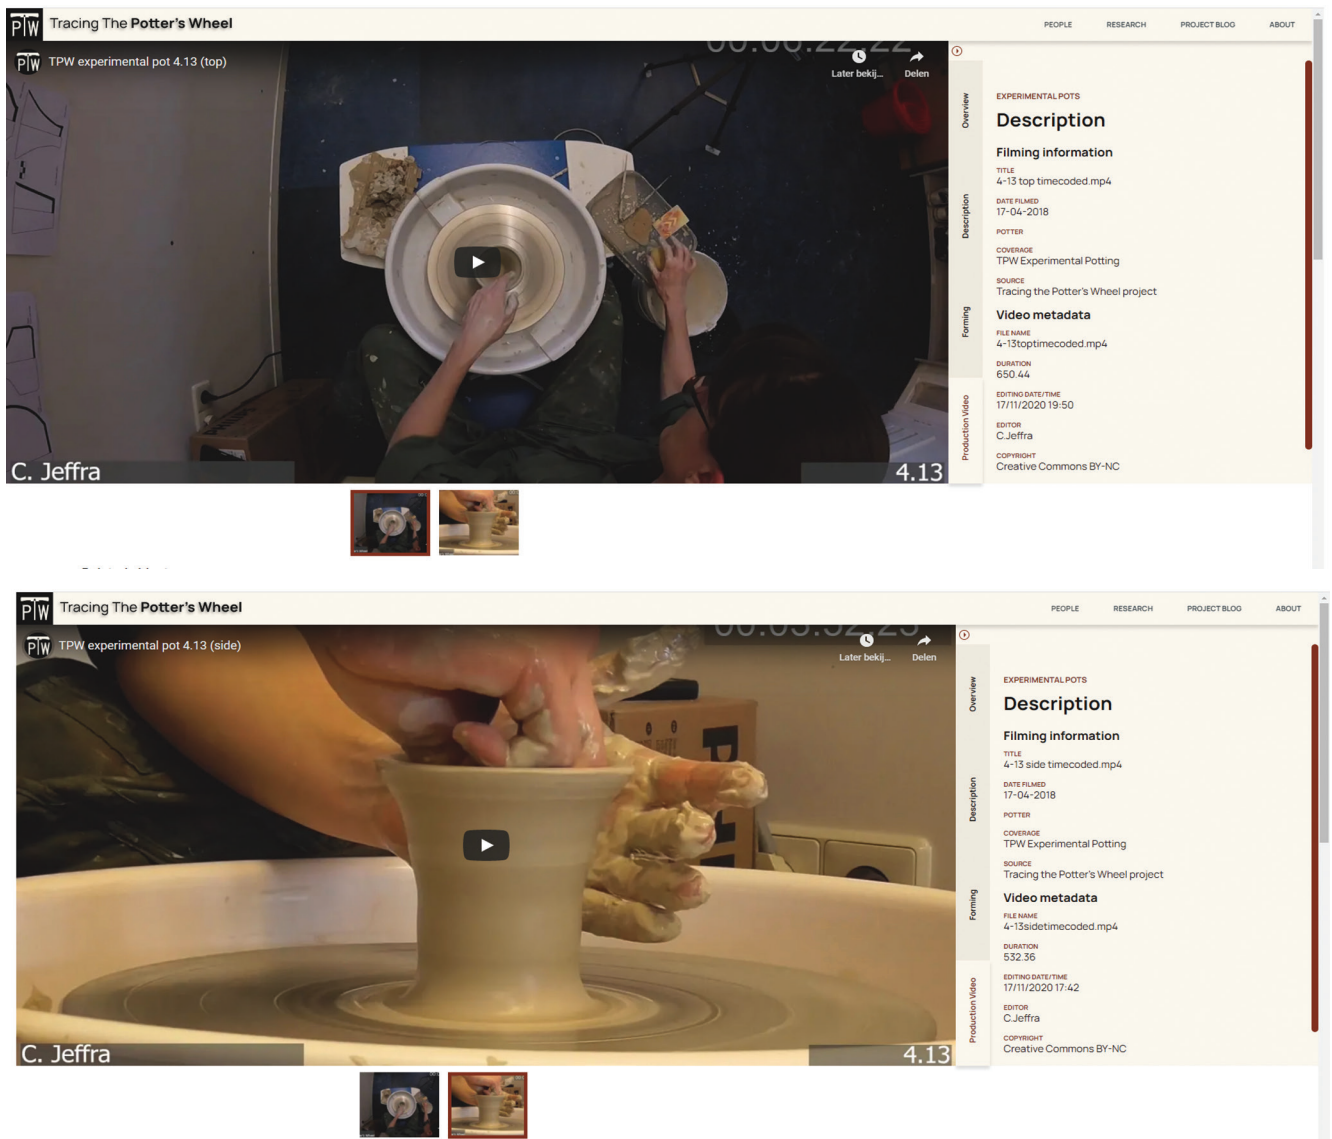 PTW Tracing The Potter's Wheel
PEOPLE RESEARCH PROJECT BLOG ABOUT
PTW TPW experimental pot 4.13 (top)
00:06:22:22
Later bekij... Delen
C. Jeffra
4.13
Overview
Description
Forming
Production Video
EXPERIMENTAL POTS
Description
Filming information
TITLE
4-13 top timecoded.mp4
DATE FILMED
17-04-2018
POTTER
COVERAGE
TPW Experimental Potting
SOURCE
Tracing the Potter's Wheel project
Video metadata
FILE NAME
4-13toptimecoded.mp4
DURATION
650.44
EDITING DATE/TIME
17/11/2020 19:50
EDITOR
C.Jeffra
COPYRIGHT
Creative Commons BY-NC
PTW Tracing The Potter's Wheel
PEOPLE RESEARCH PROJECT BLOG ABOUT
PTW TPW experimental pot 4.13 (side)
Later bekij... Delen
C. Jeffra
4.13
Overview
Description
Forming
Production Video
EXPERIMENTAL POTS
Description
Filming information
TITLE
4-13 side timecoded.mp4
DATE FILMED
17-04-2018
POTTER
COVERAGE
TPW Experimental Potting
SOURCE
Tracing the Potter's Wheel project
Video metadata
FILE NAME
4-13sidetimecoded.mp4
DURATION
532.36
EDITING DATE/TIME
17/11/2020 17:42
EDITOR
C.Jeffra
COPYRIGHT
Creative Commons BY-NC